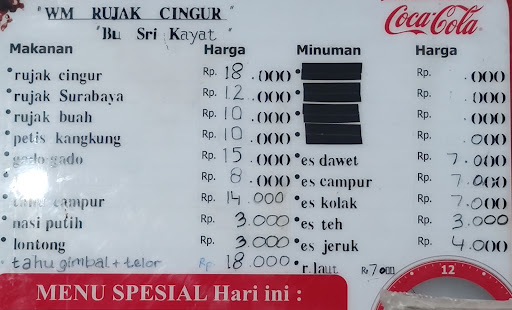 "WM RUJAK CINGUR"
"Bu Sri Kayat"
Coca-Cola
Makanan Harga Minuman Harga
• rujak cingur Rp. 18.000 • Rp. .000
• rujak Surabaya Rp. 12.000 • Rp. .000
• rujak buah Rp. 10.000 • Rp. .000
• petis kangkung Rp. 10.000 • Rp. .000
• gado gado Rp. 15.000 • es dawet Rp. 7.000
Rp. 8.000 • es campur Rp. 7.000
campur Rp. 14.000 • es kolak Rp. 7.000
• nasi putih Rp. 3.000 • es teh Rp. 3.000
• lontong Rp. 3.000 • es jeruk Rp. 4.000
• tahu gimbal + telor Rp. 18.000 • r. laut Rp 7000
MENU SPESIAL Hari ini :
12